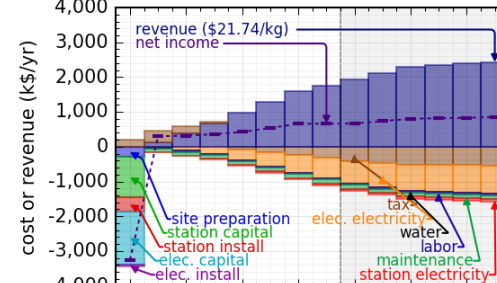 4,000
3,000
2,000
1,000
0
-1,000
-2,000
-3,000
-4,000
cost or revenue (k$/yr)
revenue ($21.74/kg)
net income
site preparation
station capital
station install
elec. capital
elec. install
tax
elec. electricity
water
labor
maintenance
station electricity